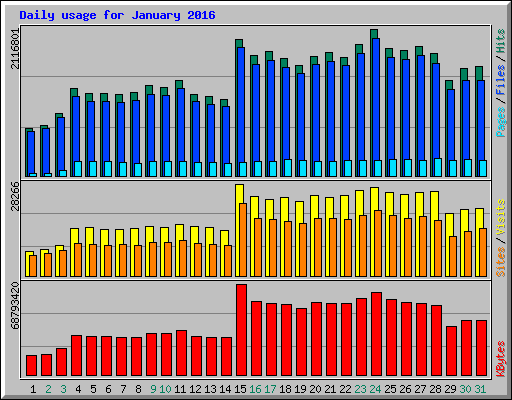 Daily usage for January 2016
2116801
Pages / Files / Hits
28266
Sites / Visits
68793420
KBytes
1 2 3 4 5 6 7 8 9 10 11 12 13 14 15 16 17 18 19 20 21 22 23 24 25 26 27 28 29 30 31